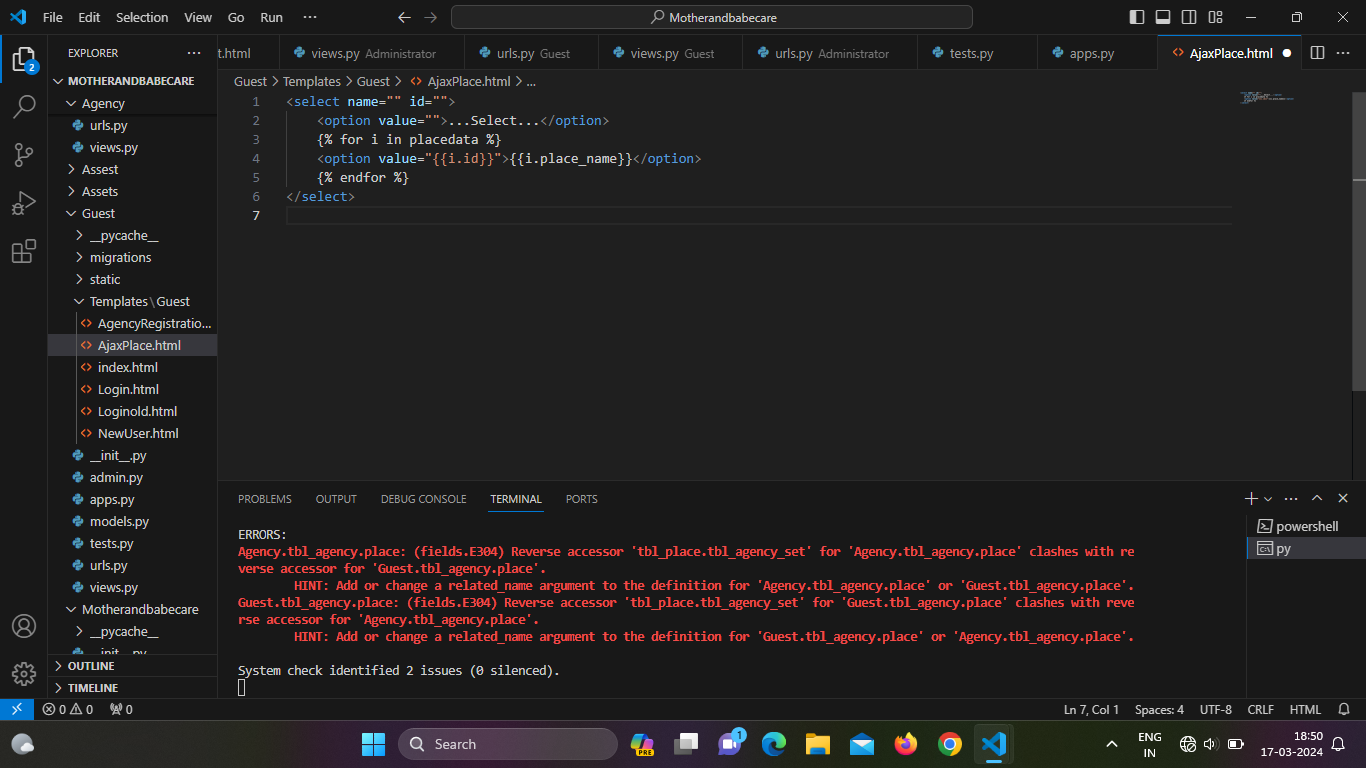 File Edit Selection View Go Run ··· Motherandbabecare
EXPLORER ···
t.html views.py Administrator urls.py Guest views.py Guest urls.py Administrator tests.py apps.py AjaxPlace.html ···
Guest > Templates > Guest > AjaxPlace.html > ...
2
MOTHERANDBABECARE
Agency
urls.py
views.py
Assest
Assets
Guest
__pycache__
migrations
static
Templates\Guest
AgencyRegistratio...
AjaxPlace.html
index.html
Login.html
Loginold.html
NewUser.html
__init__.py
admin.py
apps.py
models.py
tests.py
urls.py
views.py
Motherandbabecare
__pycache__
__init__.py
OUTLINE
TIMELINE
1 <select name="" id="">
2 <option value="">...Select...</option>
3 {% for i in placedata %}
4 <option value="{{i.id}}">{{i.place_name}}</option>
5 {% endfor %}
6 </select>
7
PROBLEMS OUTPUT DEBUG CONSOLE TERMINAL PORTS ···
powershell
py
ERRORS:
Agency.tbl_agency.place: (fields.E304) Reverse accessor 'tbl_place.tbl_agency_set' for 'Agency.tbl_agency.place' clashes with re
verse accessor for 'Guest.tbl_agency.place'.
HINT: Add or change a related_name argument to the definition for 'Agency.tbl_agency.place' or 'Guest.tbl_agency.place'.
Guest.tbl_agency.place: (fields.E304) Reverse accessor 'tbl_place.tbl_agency_set' for 'Guest.tbl_agency.place' clashes with reve
rse accessor for 'Agency.tbl_agency.place'.
HINT: Add or change a related_name argument to the definition for 'Guest.tbl_agency.place' or 'Agency.tbl_agency.place'.
System check identified 2 issues (0 silenced).
0 0 0 Ln 7, Col 1 Spaces: 4 UTF-8 CRLF HTML
Search
PRE
1
ENG
IN
18:50
17-03-2024